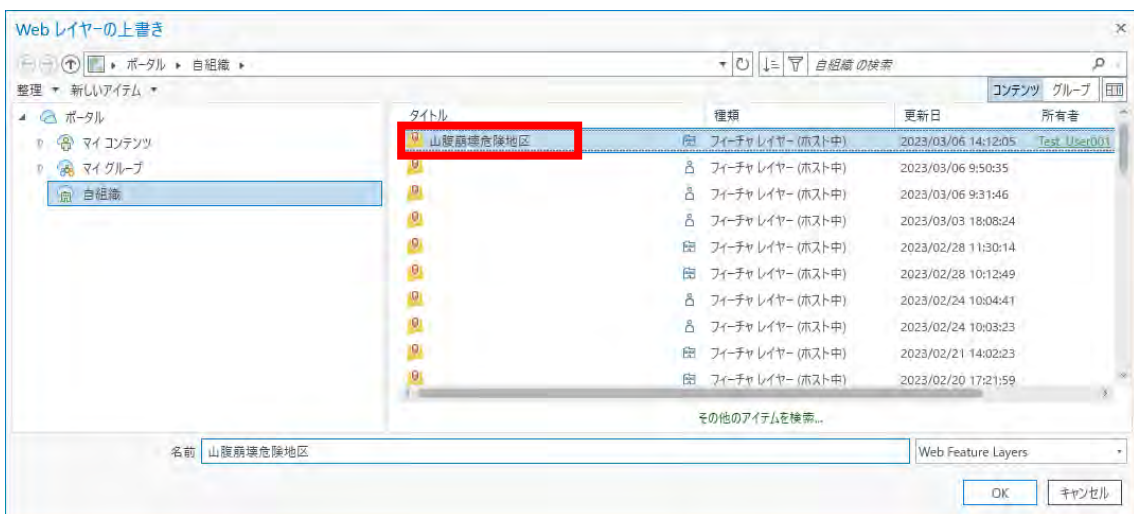 Web レイヤーの上書き
ポータル 自組織
自組織 の検索
整理 新しいアイテム
コンテンツ グループ
ポータル
マイ コンテンツ
マイ グループ
自組織
タイトル 種類 更新日 所有者
山腹崩壊危険地区 フィーチャ レイヤー (ホスト中) 2023/03/06 14:12:05 Test_User001
フィーチャ レイヤー (ホスト中) 2023/03/06 9:50:35
フィーチャ レイヤー (ホスト中) 2023/03/06 9:31:46
フィーチャ レイヤー (ホスト中) 2023/03/03 18:08:24
フィーチャ レイヤー (ホスト中) 2023/02/28 11:30:14
フィーチャ レイヤー (ホスト中) 2023/02/28 10:12:49
フィーチャ レイヤー (ホスト中) 2023/02/24 10:04:41
フィーチャ レイヤー (ホスト中) 2023/02/24 10:03:23
フィーチャ レイヤー (ホスト中) 2023/02/21 14:02:23
フィーチャ レイヤー (ホスト中) 2023/02/20 17:21:59
その他のアイテムを検索...
名前 山腹崩壊危険地区 Web Feature Layers
OK キャンセル